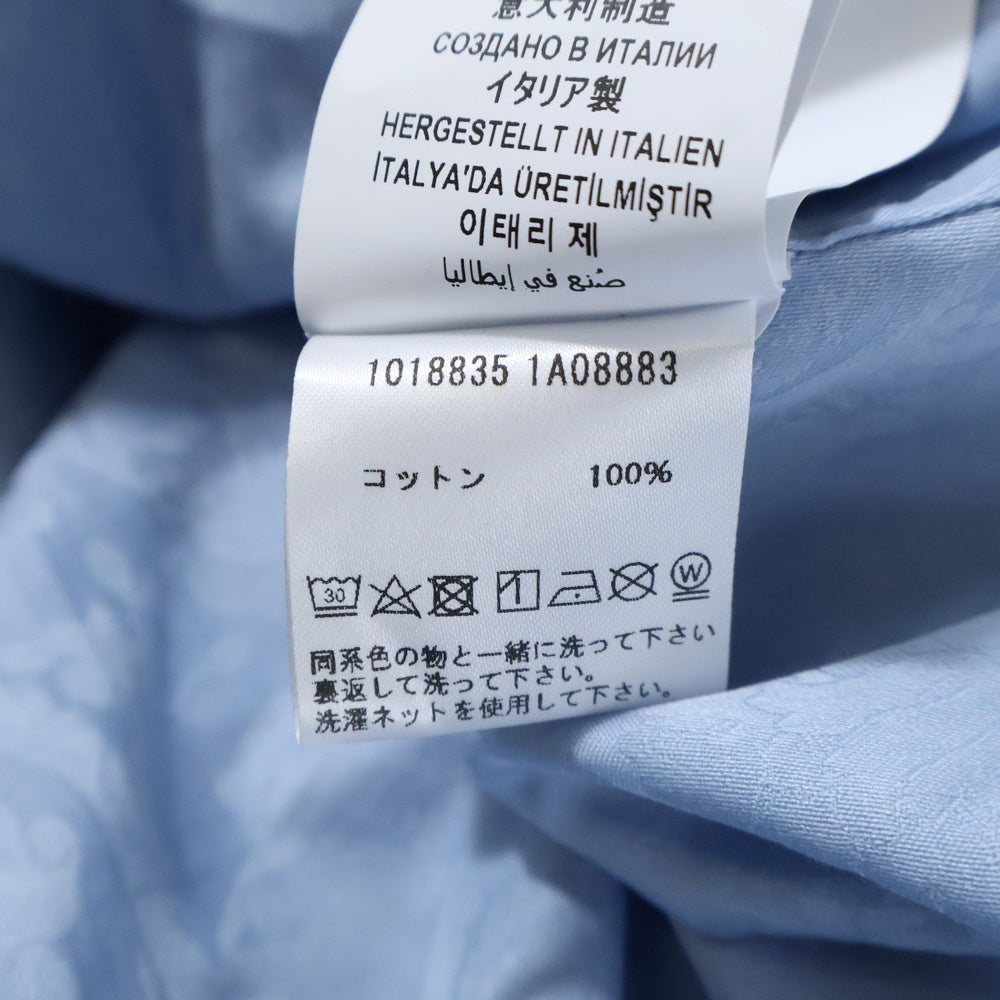 意大利制造
СОЗДАНО В ИТАЛИИ
イタリア製
HERGESTELLT IN ITALIEN
İTALYA'DA ÜRETİLMİŞTİR
이태리 제
صُنع في إيطاليا
1018835 1A08883
コットン 100%
30 W
同系色の物と一緒に洗って下さい
裏返して洗って下さい。
洗濯ネットを使用して下さい。